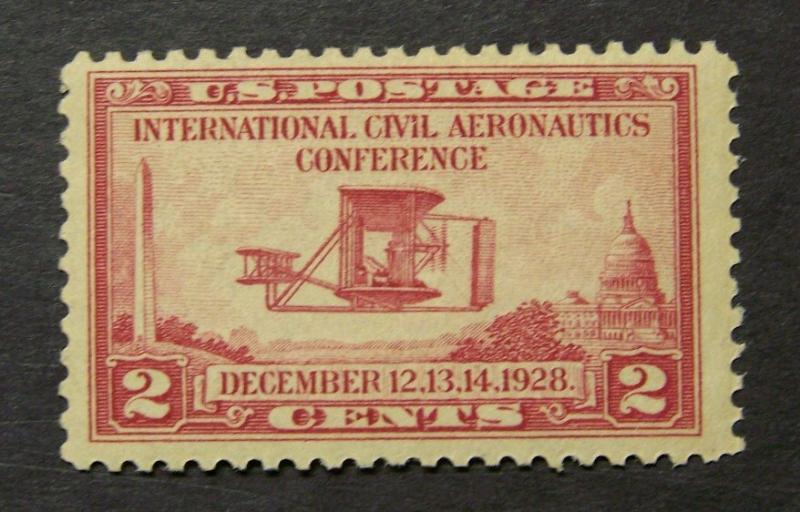 U.S. POSTAGE
INTERNATIONAL CIVIL AERONAUTICS
CONFERENCE
2 DECEMBER 12,13,14,1928. 2
CENTS